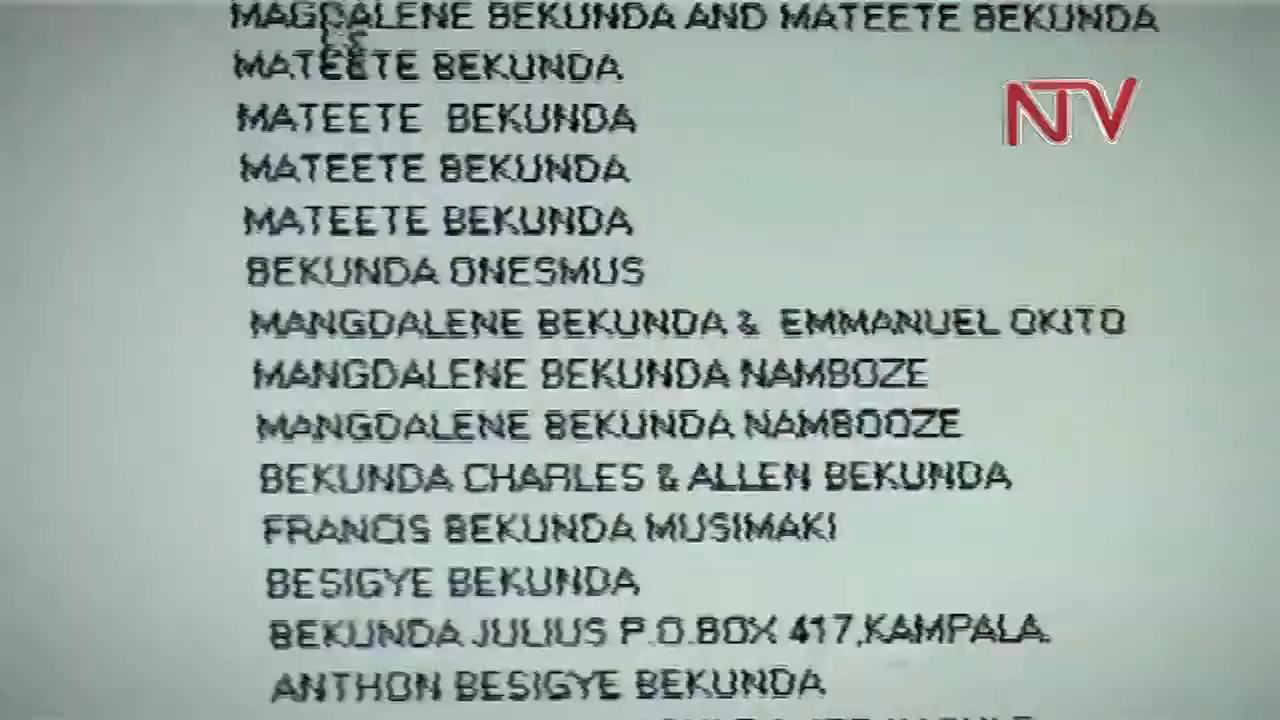 MAGDALENE BEKUNDA AND MATEETE BEKUNDA
MATEETE BEKUNDA
NTV
MATEETE BEKUNDA
MATEETE BEKUNDA
MATEETE BEKUNDA
BEKUNDA ONESMUS
MANGDALENE BEKUNDA & EMMANUEL OKITO
MANGDALENE BEKUNDA NAMBOZE
MANGDALENE BEKUNDA NAMBOOZE
BEKUNDA CHARLES & ALLEN BEKUNDA
FRANCIS BEKUNDA MUSIMAKI
BESIGYE BEKUNDA
BEKUNDA JULIUS P.O.BOX 417,KAMPALA.
ANTHON BESIGYE BEKUNDA